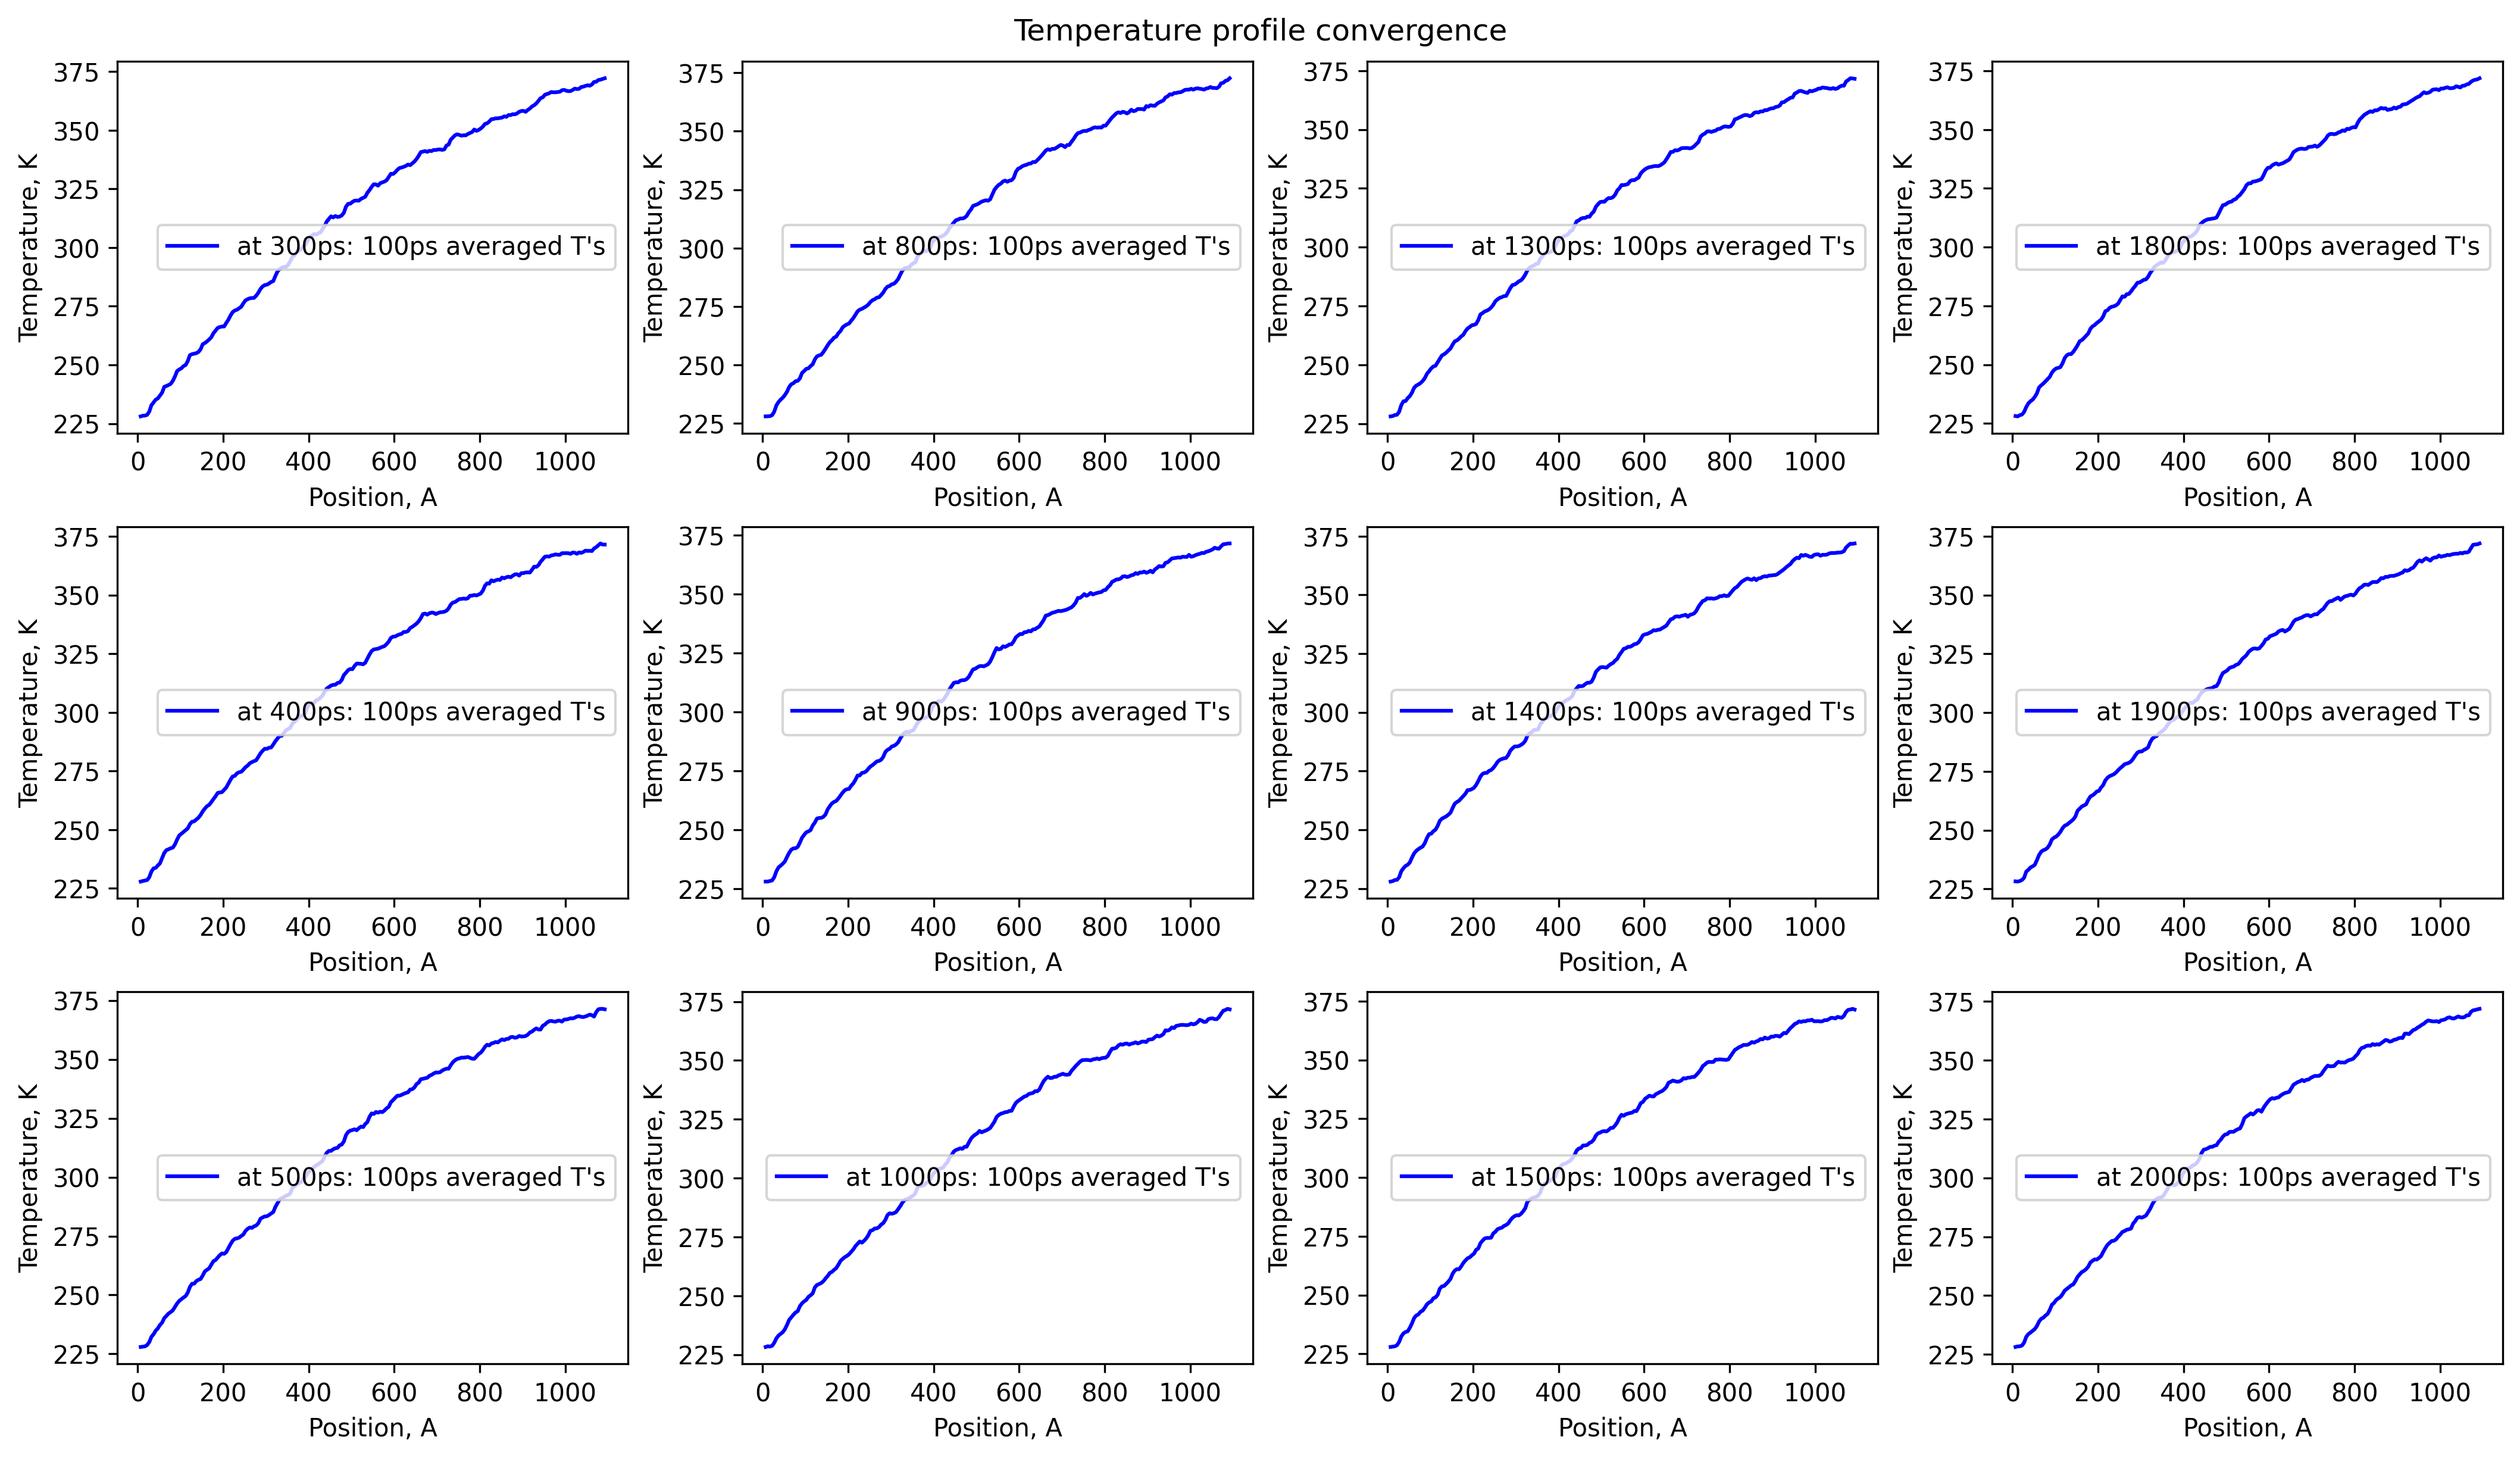 Temperature profile convergence
375
350
325
300
275
250
225
0 200 400 600 800 1000
Temperature, K
Position, A
at 300ps: 100ps averaged T's
375
350
325
300
275
250
225
0 200 400 600 800 1000
Temperature, K
Position, A
at 800ps: 100ps averaged T's
375
350
325
300
275
250
225
0 200 400 600 800 1000
Temperature, K
Position, A
at 1300ps: 100ps averaged T's
375
350
325
300
275
250
225
0 200 400 600 800 1000
Temperature, K
Position, A
at 1800ps: 100ps averaged T's
375
350
325
300
275
250
225
0 200 400 600 800 1000
Temperature, K
Position, A
at 400ps: 100ps averaged T's
375
350
325
300
275
250
225
0 200 400 600 800 1000
Temperature, K
Position, A
at 900ps: 100ps averaged T's
375
350
325
300
275
250
225
0 200 400 600 800 1000
Temperature, K
Position, A
at 1400ps: 100ps averaged T's
375
350
325
300
275
250
225
0 200 400 600 800 1000
Temperature, K
Position, A
at 1900ps: 100ps averaged T's
375
350
325
300
275
250
225
0 200 400 600 800 1000
Temperature, K
Position, A
at 500ps: 100ps averaged T's
375
350
325
300
275
250
225
0 200 400 600 800 1000
Temperature, K
Position, A
at 1000ps: 100ps averaged T's
375
350
325
300
275
250
225
0 200 400 600 800 1000
Temperature, K
Position, A
at 1500ps: 100ps averaged T's
375
350
325
300
275
250
225
0 200 400 600 800 1000
Temperature, K
Position, A
at 2000ps: 100ps averaged T's